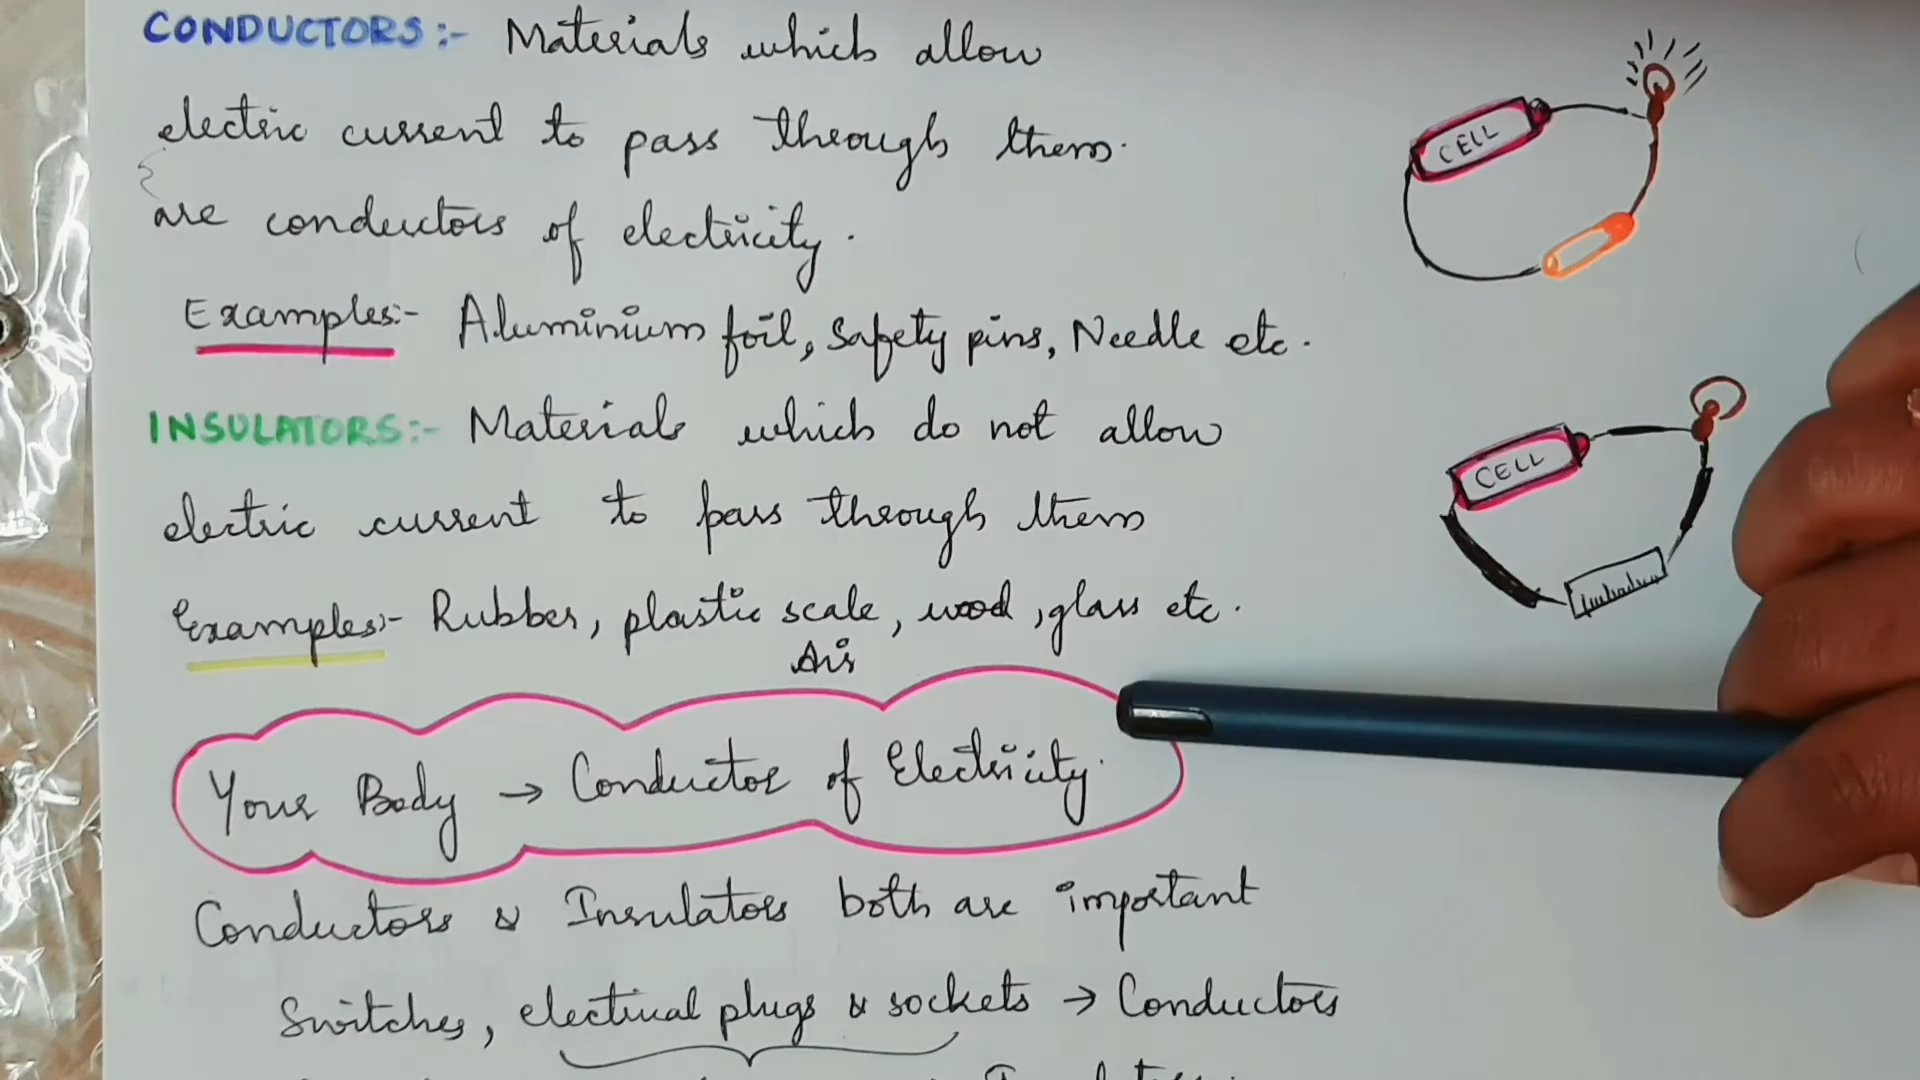 CONDUCTORS:- Materials which allow
electric current to pass through them.
are conductors of electricity.
Examples:- Aluminium foil, Safety pins, Needle etc.
INSULATORS:- Materials which do not allow
electric current to pass through them
Examples:- Rubber, plastic scale, wood, glass etc.
Air
Your Body → Conductor of Electricity.
Conductors & Insulators both are important
Switches, electrical plugs & sockets → Conductors
CELL
CELL